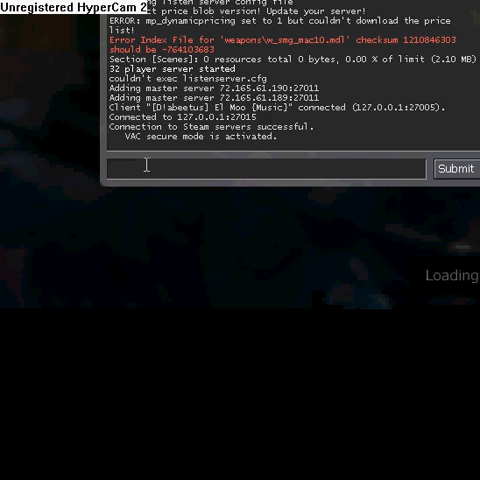 Unregistered HyperCam 2
listen server config file
price blob version! Update your server!
ERROR: mp_dynamicpricing set to 1 but couldn't download the price
list!
Error Index File for 'weapons\w_smg_mac10.mdl' checksum 1210846303
should be -764103683
Section [Scenes]: 0 resources total 0 bytes, 0.00 % of limit (2.10 MB)
32 player server started
couldn't exec listenserver.cfg
Adding master server 72.165.61.190:27011
Adding master server 72.165.61.189:27011
Client "[D!abeetus] El Moo {Music}" connected (127.0.0.1:27005).
Connected to 127.0.0.1:27015
Connection to Steam servers successful.
VAC secure mode is activated.
Submit
Loading